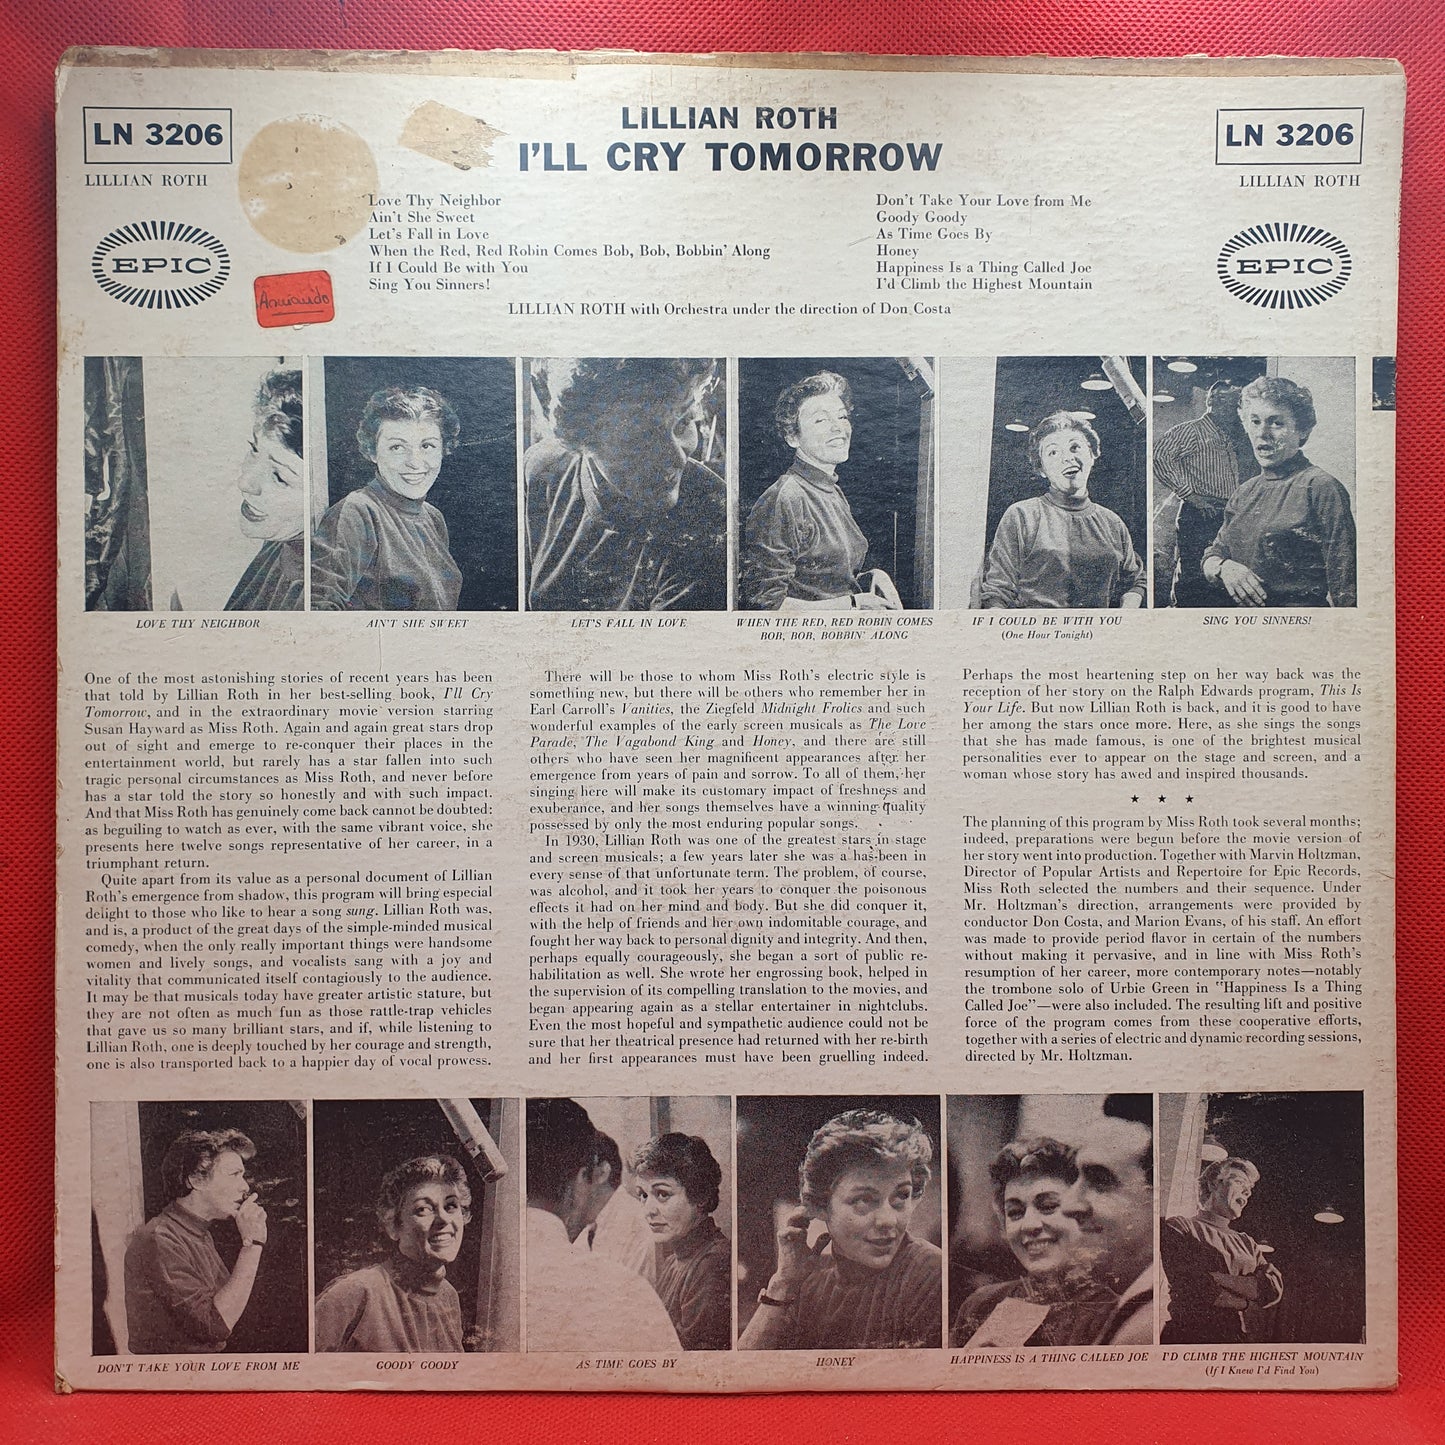 LN 3206
LILLIAN ROTH
EPIC
LILLIAN ROTH
I'LL CRY TOMORROW
LN 3206
LILLIAN ROTH
EPIC
Love Thy Neighbor
Ain't She Sweet
Let's Fall in Love
When the Red, Red Robin Comes Bob, Bob, Bobbin' Along
If I Could Be with You
Sing You Sinners!
Don't Take Your Love from Me
Goody Goody
As Time Goes By
Honey
Happiness Is a Thing Called Joe
I'd Climb the Highest Mountain
LILLIAN ROTH with Orchestra under the direction of Don Costa
LOVE THY NEIGHBOR
AIN'T SHE SWEET
LET'S FALL IN LOVE
WHEN THE RED, RED ROBIN COMES
BOB, BOB, BOBBIN' ALONG
IF I COULD BE WITH YOU
(One Hour Tonight)
SING YOU SINNERS!
One of the most astonishing stories of recent years has been
that told by Lillian Roth in her best-selling book, I'll Cry
Tomorrow, and in the extraordinary movie version starring
Susan Hayward as Miss Roth. Again and again great stars drop
out of sight and emerge to re-conquer their places in the
entertainment world, but rarely has a star fallen into such
tragic personal circumstances as Miss Roth, and never before
has a star told the story so honestly and with such impact.
And that Miss Roth has genuinely come back cannot be doubted:
as beguiling to watch as ever, with the same vibrant voice, she
presents here twelve songs representative of her career, in a
triumphant return.
Quite apart from its value as a personal document of Lillian
Roth's emergence from shadow, this program will bring especial
delight to those who like to hear a song sung. Lillian Roth was,
and is, a product of the great days of the simple-minded musical
comedy, when the only really important things were handsome
women and lively songs, and vocalists sang with a joy and
vitality that communicated itself contagiously to the audience.
It may be that musicals today have greater artistic stature, but
they are not often as much fun as those rattle-trap vehicles
that gave us so many brilliant stars, and if, while listening to
Lillian Roth, one is deeply touched by her courage and strength,
one is also transported back to a happier day of vocal prowess.
There will be those to whom Miss Roth's electric style is
something new, but there will be others who remember her in
Earl Carroll's Vanities, the Ziegfeld Midnight Frolics and such
wonderful examples of the early screen musicals as The Love
Parade, The Vagabond King and Honey, and there are still
others who have seen her magnificent appearances after her
emergence from years of pain and sorrow. To all of them, her
singing here will make its customary impact of freshness and
exuberance, and her songs themselves have a winning quality
possessed by only the most enduring popular songs.
In 1930, Lillian Roth was one of the greatest stars in stage
and screen musicals; a few years later she was a has-been in
every sense of that unfortunate term. The problem, of course,
was alcohol, and it took her years to conquer the poisonous
effects it had on her mind and body. But she did conquer it,
with the help of friends and her own indomitable courage, and
fought her way back to personal dignity and integrity. And then,
perhaps equally courageously, she began a sort of public re-
habilitation as well. She wrote her engrossing book, helped in
the supervision of its compelling translation to the movies, and
began appearing again as a stellar entertainer in nightclubs.
Even the most hopeful and sympathetic audience could not be
sure that her theatrical presence had returned with her re-birth
and her first appearances must have been gruelling indeed.
Perhaps the most heartening step on her way back was the
reception of her story on the Ralph Edwards program, This Is
Your Life. But now Lillian Roth is back, and it is good to have
her among the stars once more. Here, as she sings the songs
that she has made famous, is one of the brightest musical
personalities ever to appear on the stage and screen, and a
woman whose story has awed and inspired thousands.
★ ★ ★
The planning of this program by Miss Roth took several months;
indeed, preparations were begun before the movie version of
her story went into production. Together with Marvin Holtzman,
Director of Popular Artists and Repertoire for Epic Records,
Miss Roth selected the numbers and their sequence. Under
Mr. Holtzman's direction, arrangements were provided by
conductor Don Costa, and Marion Evans, of his staff. An effort
was made to provide period flavor in certain of the numbers
without making it pervasive, and in line with Miss Roth's
resumption of her career, more contemporary notes—notably
the trombone solo of Urbie Green in "Happiness Is a Thing
Called Joe"—were also included. The resulting lift and positive
force of the program comes from these cooperative efforts,
together with a series of electric and dynamic recording sessions,
directed by Mr. Holtzman.
DON'T TAKE YOUR LOVE FROM ME
GOODY GOODY
AS TIME GOES BY
HONEY
HAPPINESS IS A THING CALLED JOE
I'D CLIMB THE HIGHEST MOUNTAIN
(If I Knew I'd Find You)